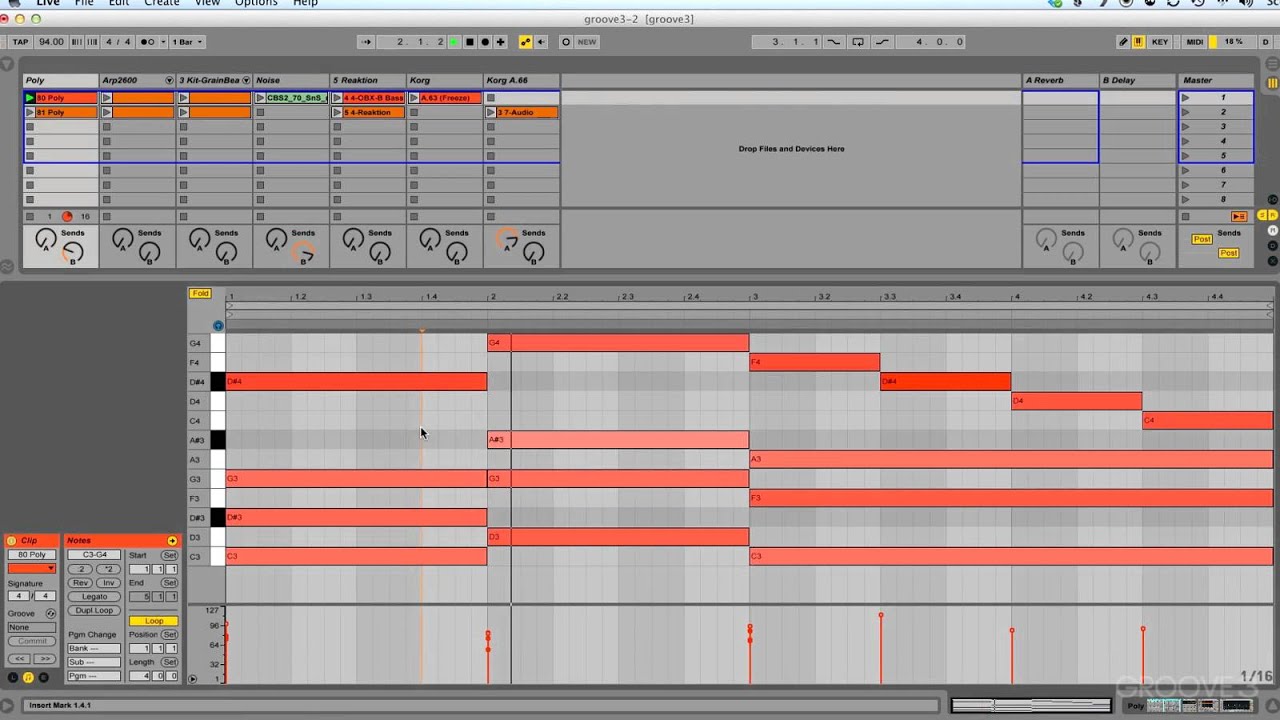 Live File Edit Create View Options Help
groove3-2 [groove3]
TAP 94.00 4 / 4 1 Bar 2. 1. 2 NEW 3. 1. 1 4. 0. 0 KEY MIDI 18 % D
Poly Arp2600 3 Kit-GrainBea Noise 5 Reaktion Korg Korg A.66 A Reverb B Delay Master
80 Poly CBS2_70_SnS_ 4 4-OBX-B Bass A.63 (Freeze) 1
81 Poly 5 4-Reaktion 3 7-Audio 2
3
4
Drop Files and Devices Here
5
6
7
8
1 16
Sends Sends Sends Sends Sends Sends Sends Sends Sends Sends
A A A A A A A A A Post
B B B B B B B B B Post
Fold 1 1.2 1.3 1.4 2 2.2 2.3 2.4 3 3.2 3.3 3.4 4 4.2 4.3 4.4
G4 G4
F4 F4
D#4 D#4 D#4
D4 D4
C4 C4
A#3 A#3
A3 A3
G3 G3 G3
F3 F3
D#3 D#3
D3 D3
C3 C3 C3
Clip Notes
80 Poly C3-G4 Start Set
:2 *2 1 1 1
Signature Rev Inv End Set
4 / 4 Legato 5 1 1
Groove Dupl.Loop Loop
None Pgm Change Position Set
Commit Bank --- 1 1 1
<< >> Sub --- Length Set
Pgm --- 4 0 0
127
96
64
32
1
1/16
GROOVE 3
Insert Mark 1.4.1 Poly